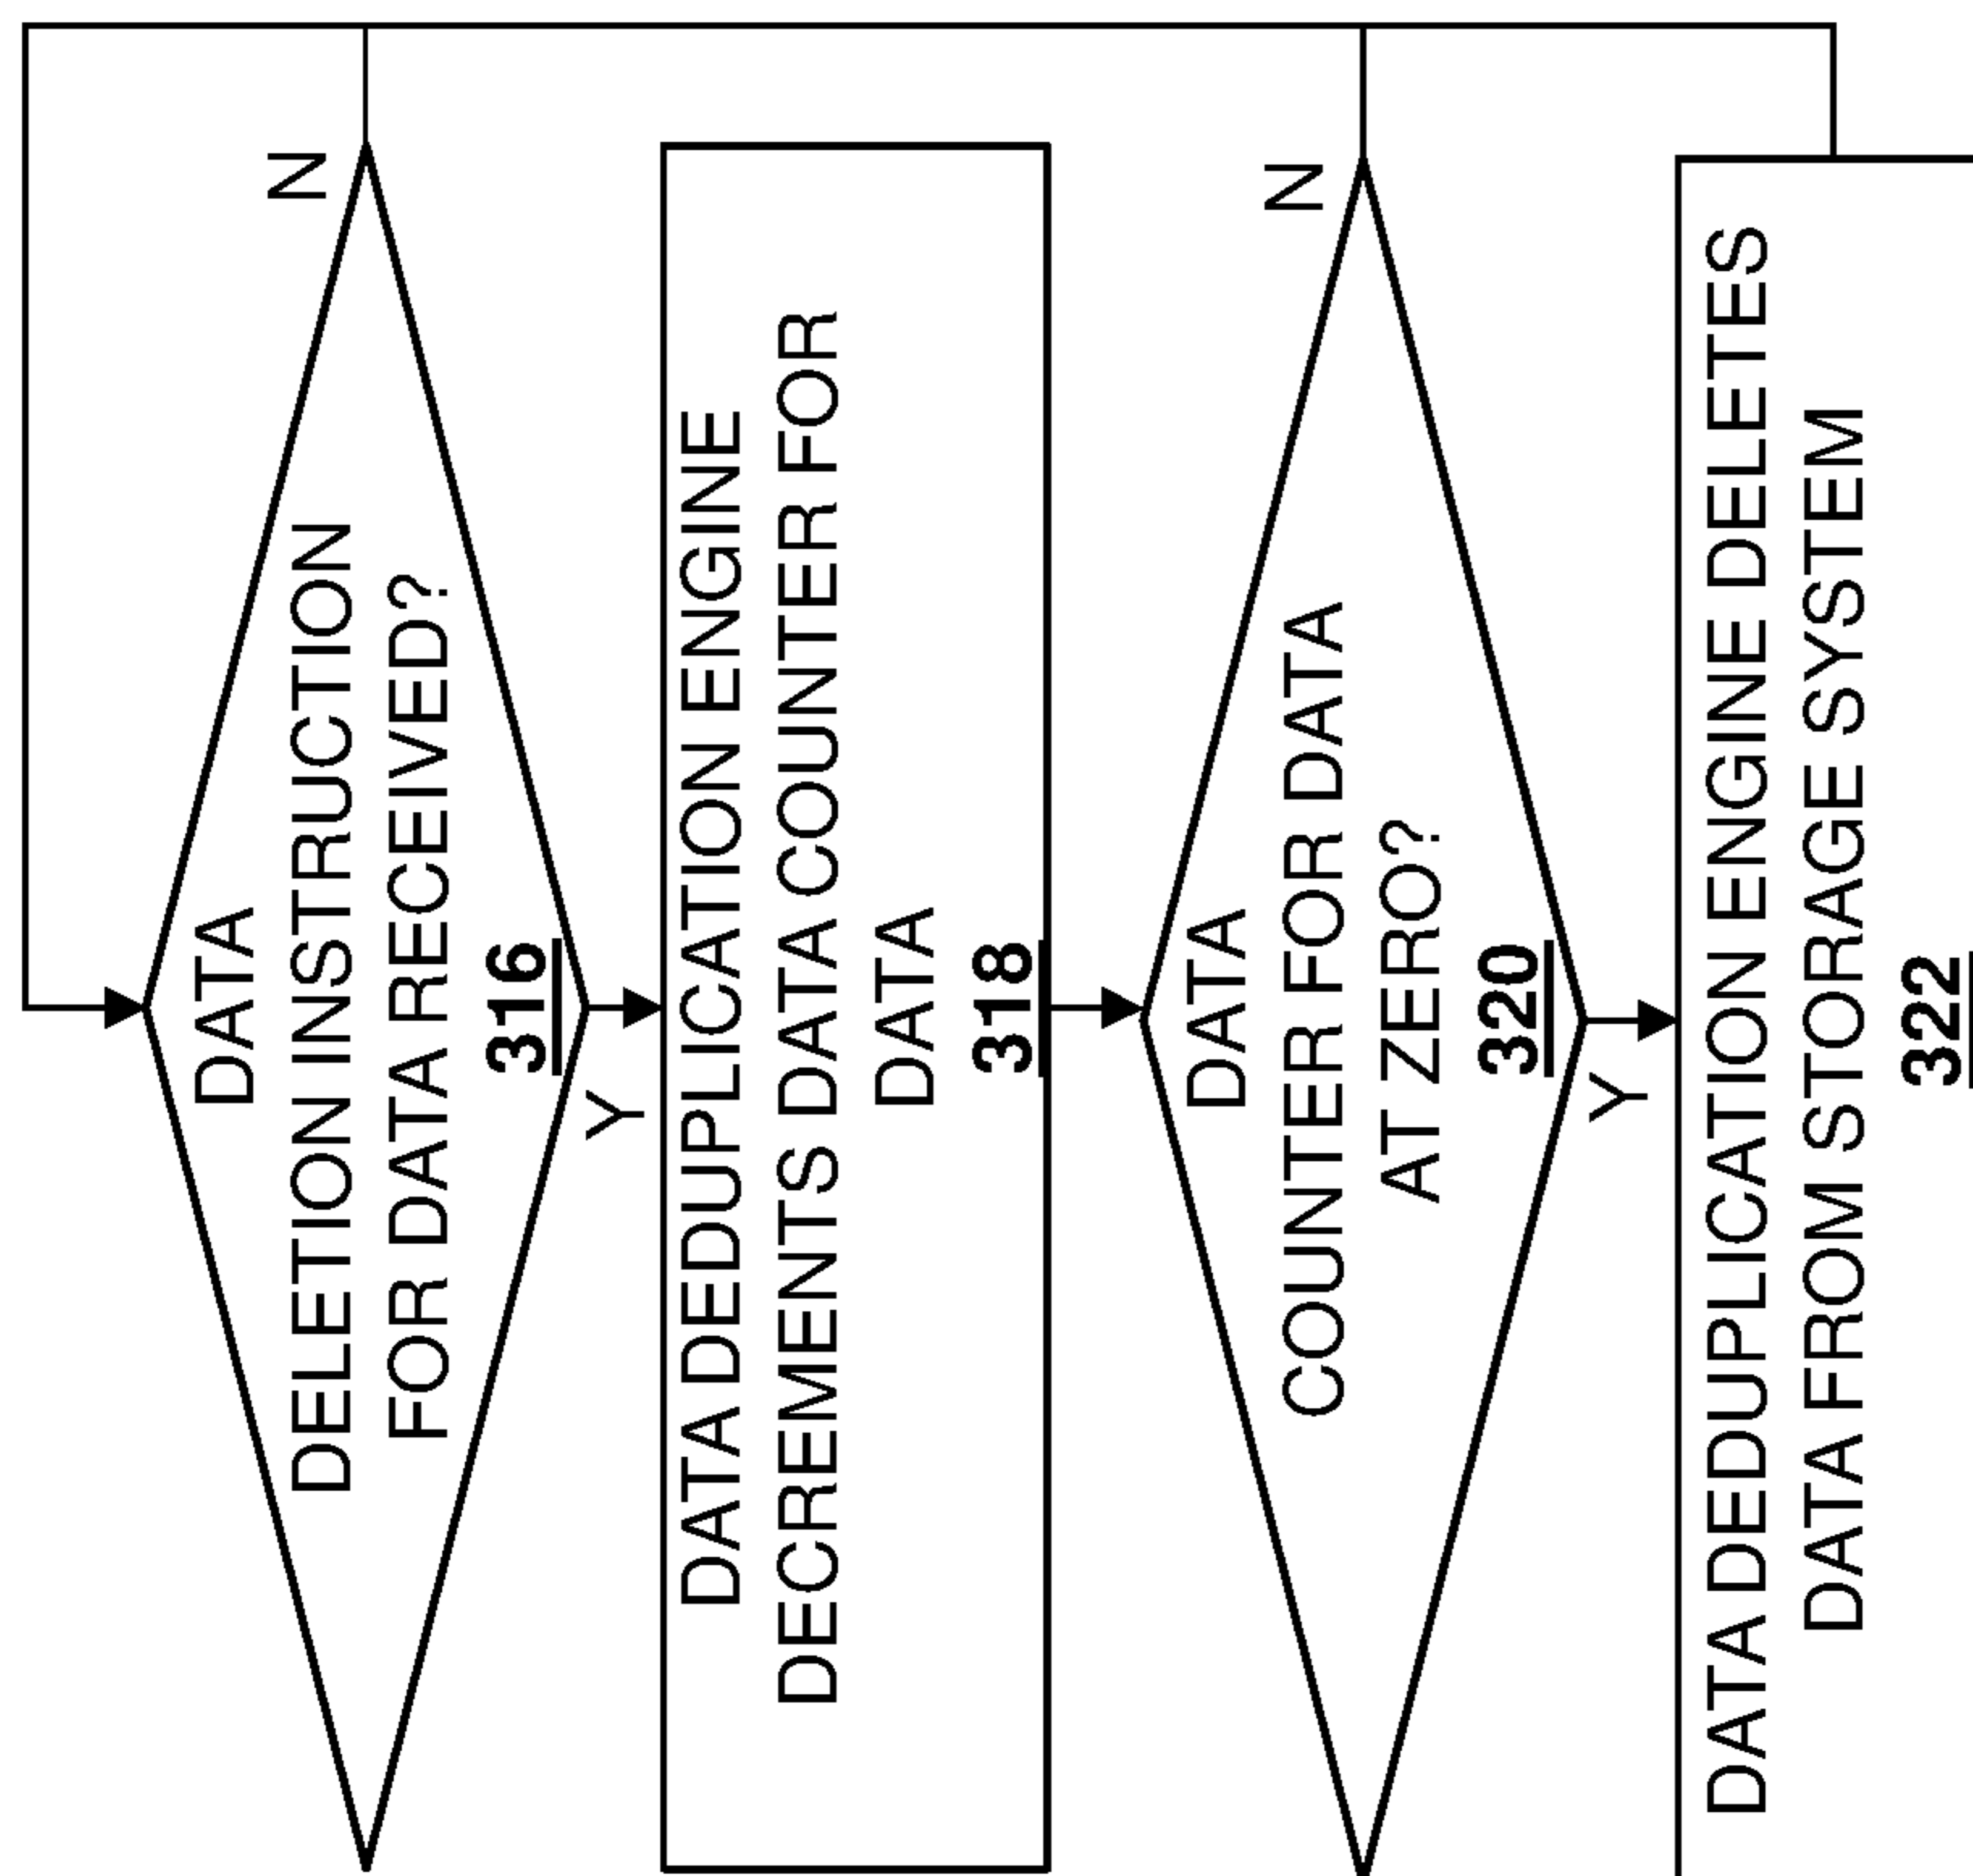 DATA
DELETION INSTRUCTION
FOR DATA RECEIVED?
316
N
Y
DATA DEDUPLICATION ENGINE
DECREMENTS DATA COUNTER FOR
DATA
318
DATA
COUNTER FOR DATA
AT ZERO?
320
N
Y
DATA DEDUPLICATION ENGINE DELETES
DATA FROM STORAGE SYSTEM
322